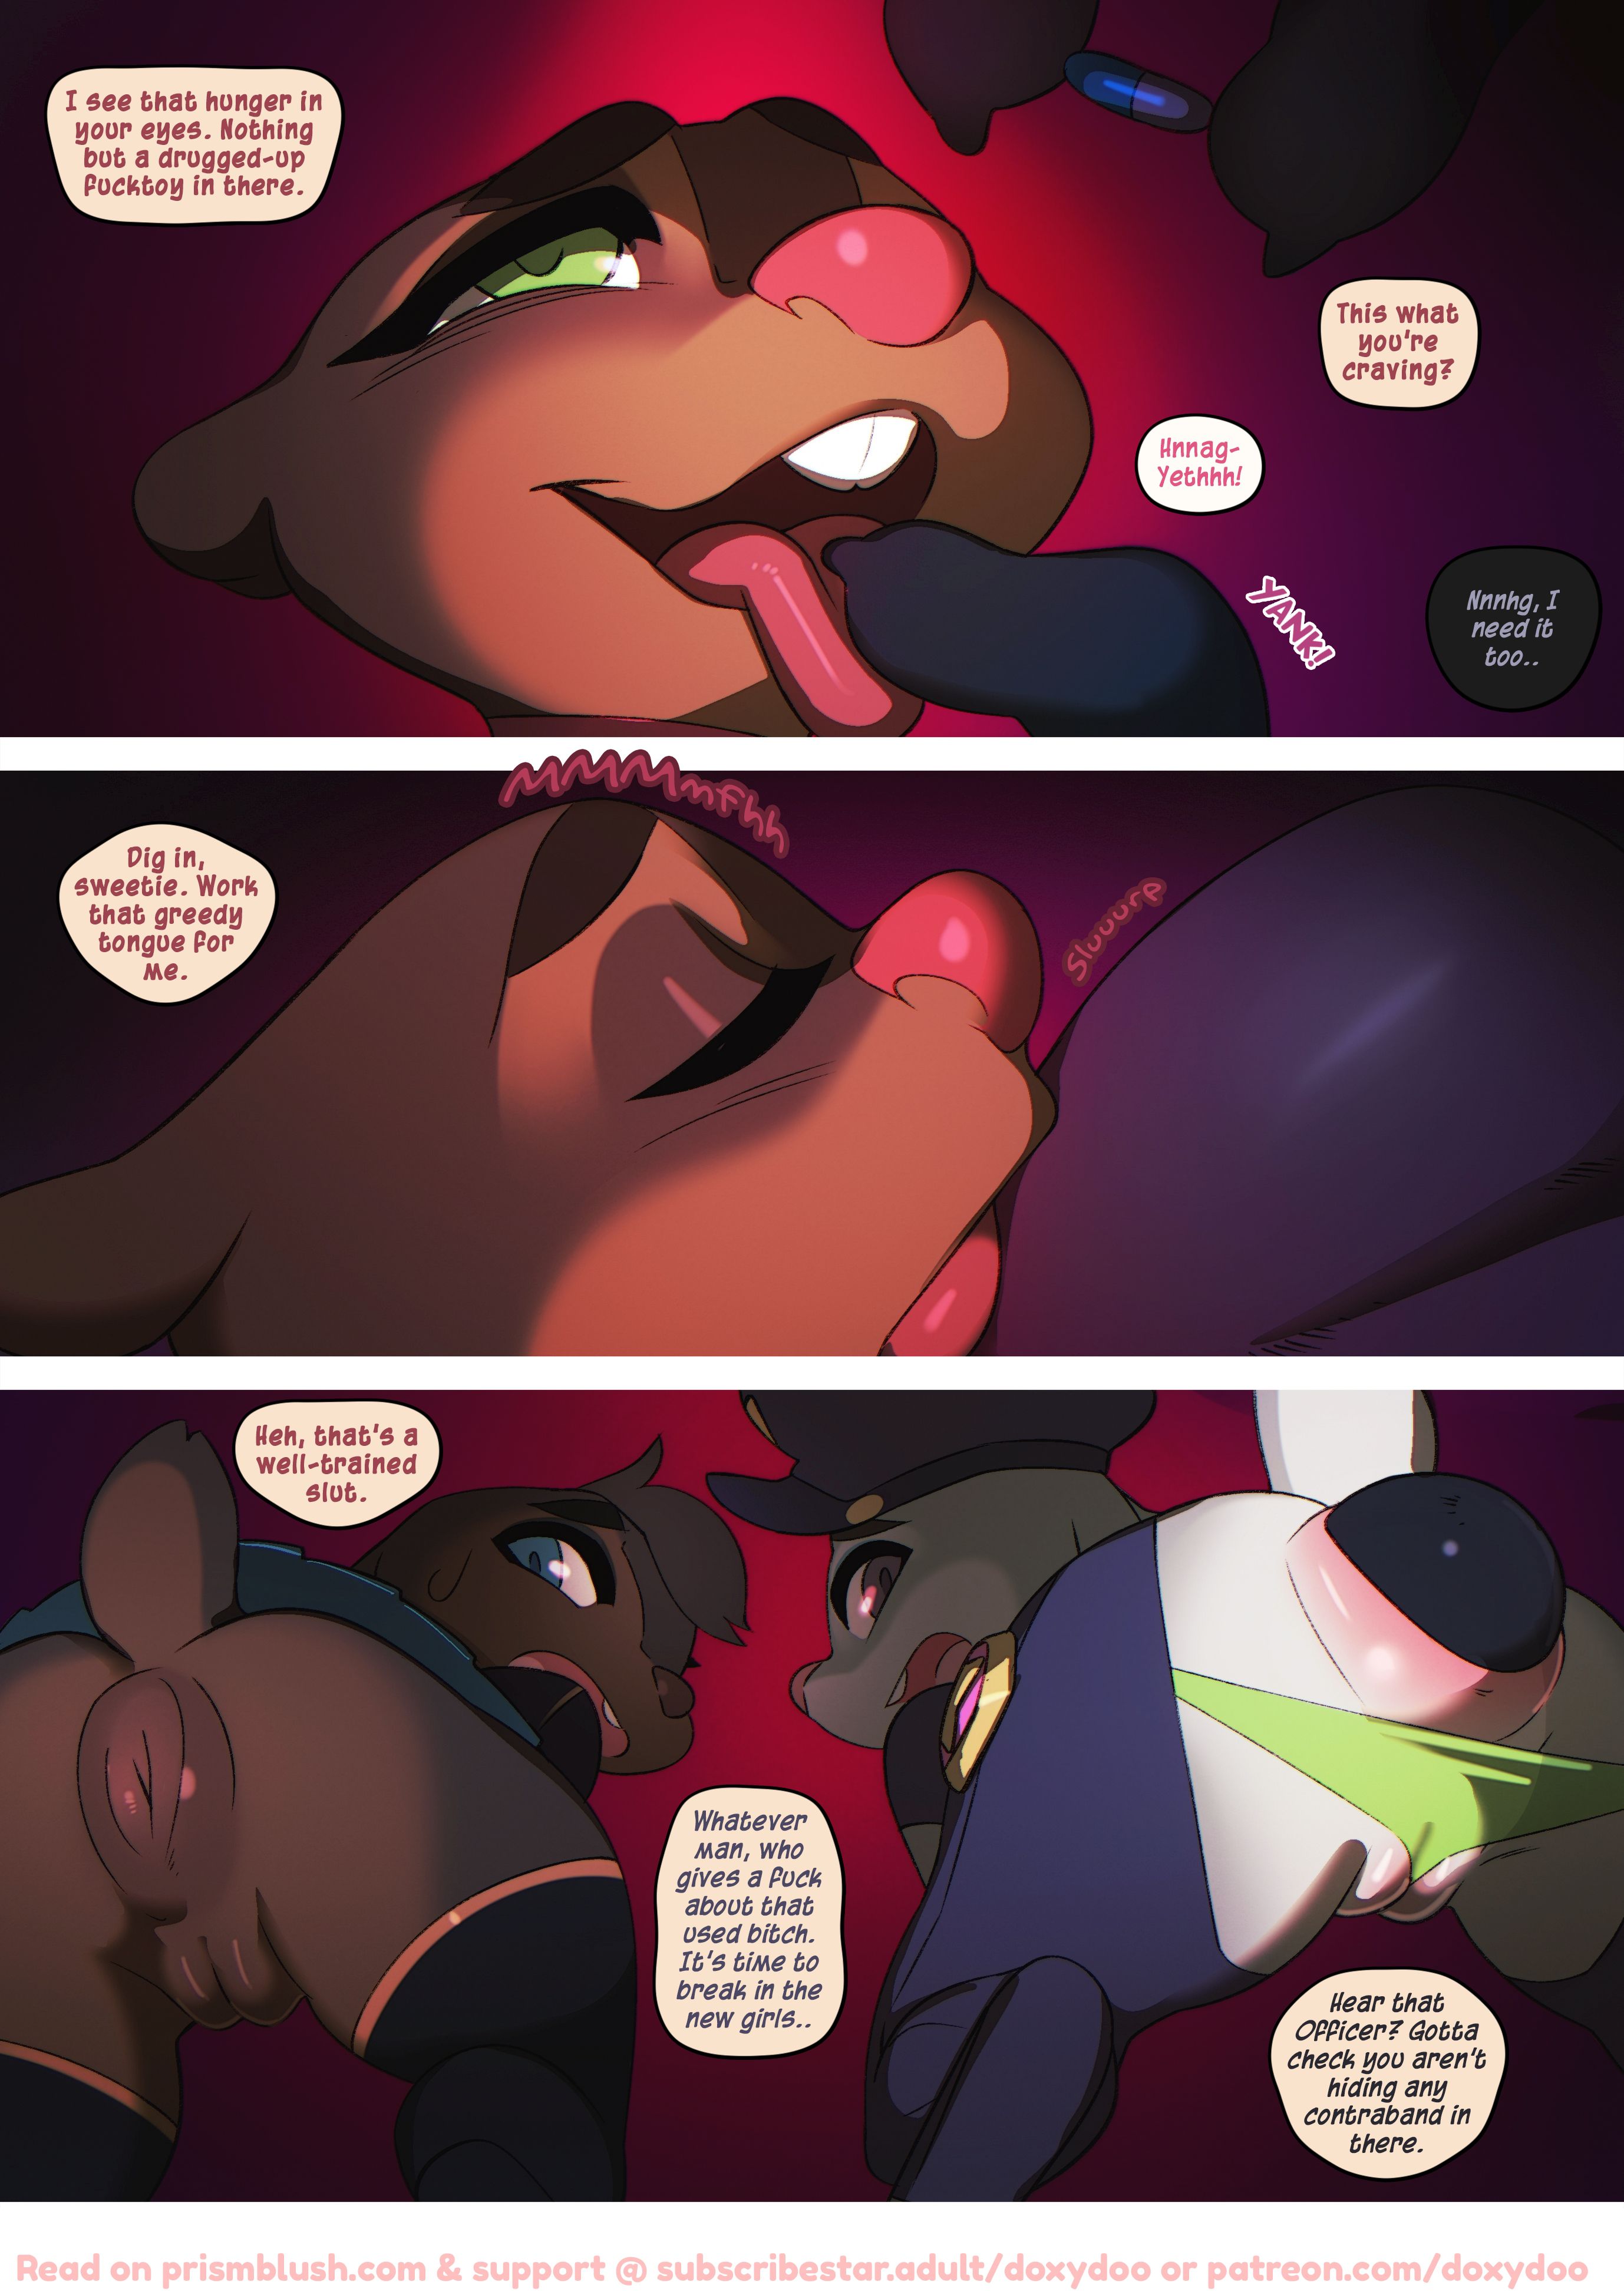 I see that hunger in
your eyes. Nothing
but a drugged-up
fucktoy in there.
This what
you're
craving?
Hnnag-
Yethhh!
YANK!
Nnnhg, I
need it
too..
MMMMmfhh
Dig in,
sweetie. Work
that greedy
tongue for
me.
Sluuurp
Heh, that's a
well-trained
slut.
Whatever
man, who
gives a fuck
about that
used bitch.
It's time to
break in the
new girls..
Hear that
Officer? Gotta
check you aren't
hiding any
contraband in
there.
Read on prismblush.com & support @ subscribestar.adult/doxydoo or patreon.com/doxydoo